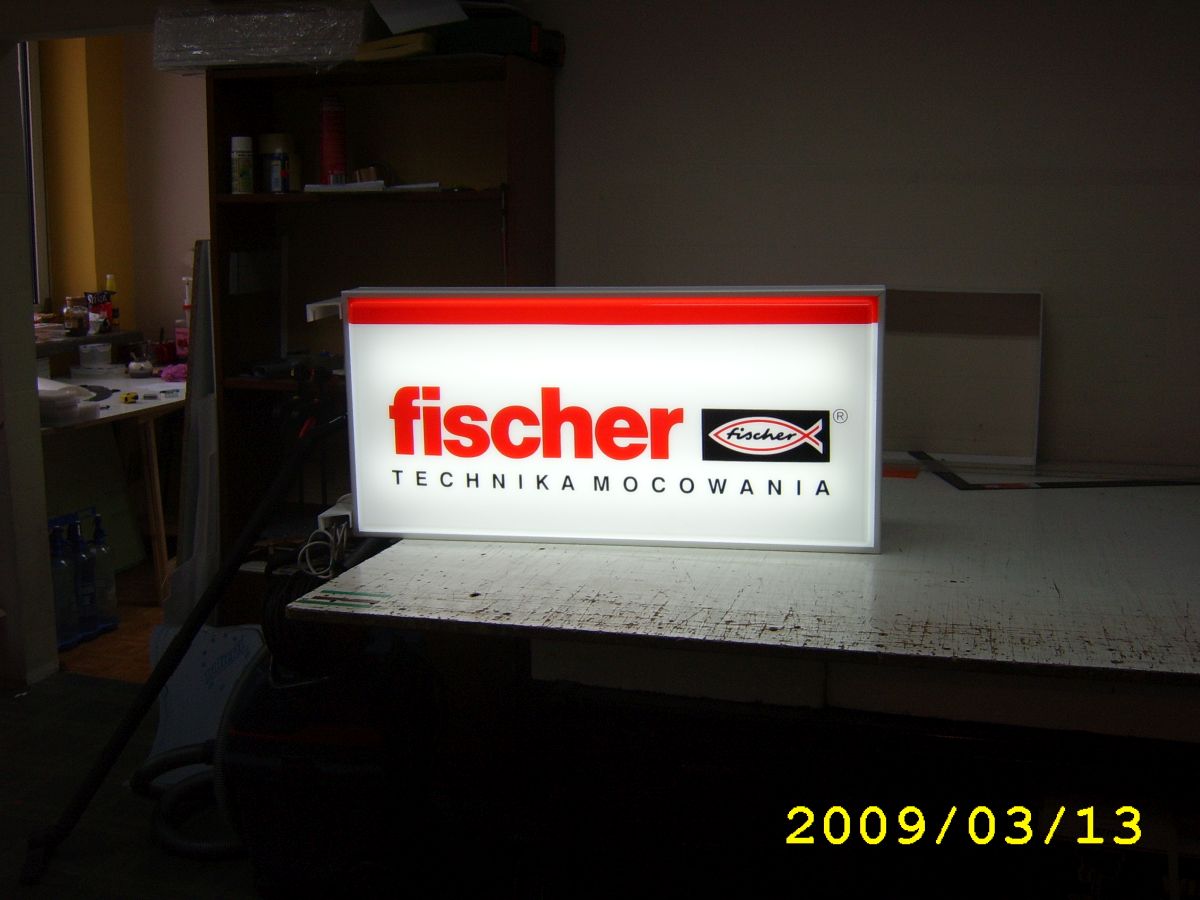 fischer
fischer ®
TECHNIKA MOCOWANIA
2009/03/13